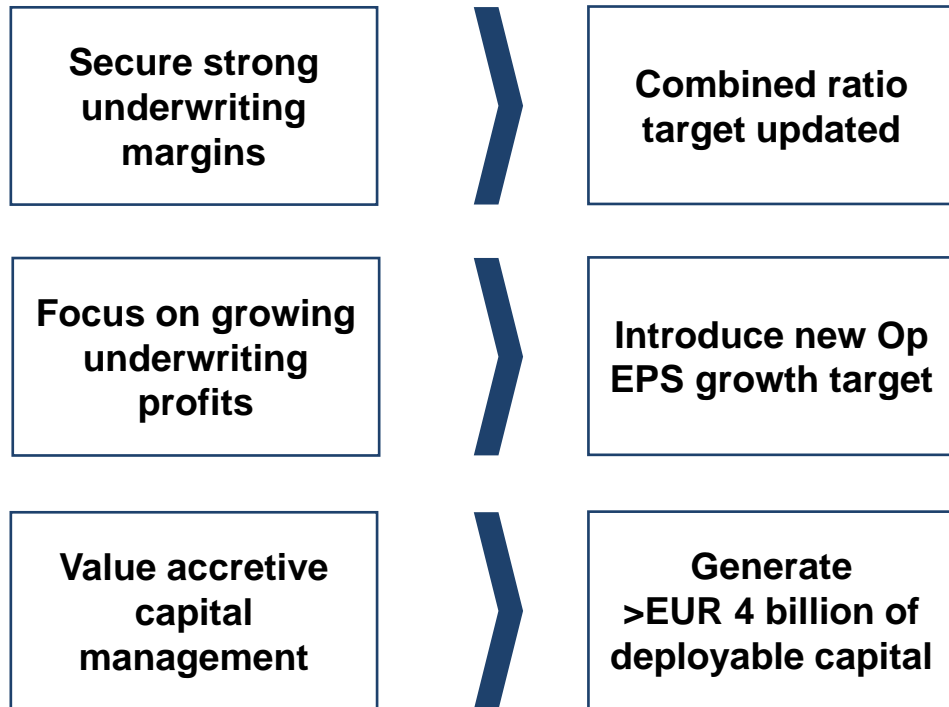 Secure strong
underwriting
margins
Combined ratio
target updated
Focus on growing
underwriting
profits
Introduce new Op
EPS growth target
Value accretive
capital
management
Generate
>EUR 4 billion of
deployable capital